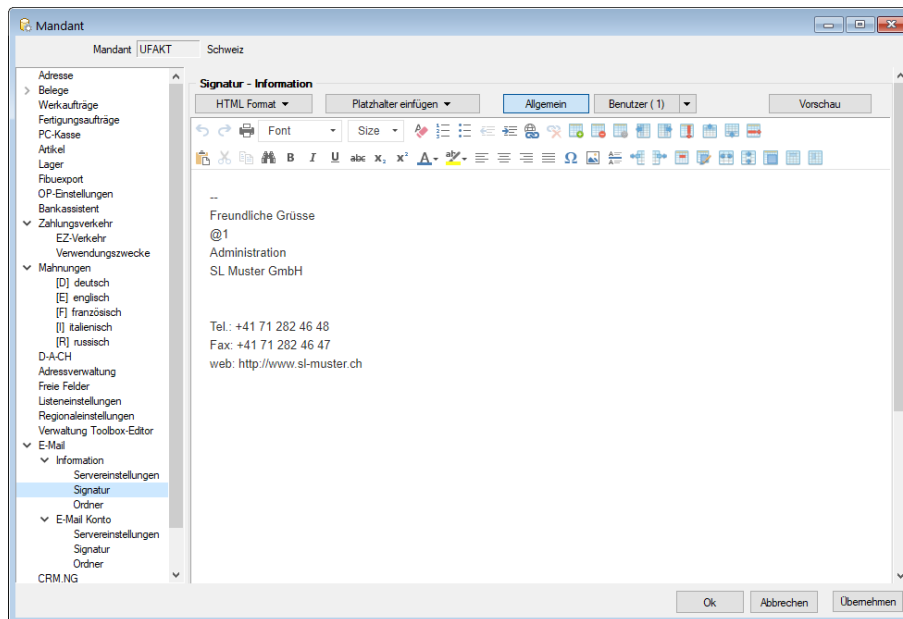 Mandant
Mandant UFAKT Schweiz
Adresse
Belege
Werkaufträge
Fertigungsaufträge
PC-Kasse
Artikel
Lager
Fibuexport
OP-Einstellungen
Bankassistent
Zahlungsverkehr
EZ-Verkehr
Verwendungszwecke
Mahnungen
[D] deutsch
[E] englisch
[F] französisch
[I] italienisch
[R] russisch
D-A-CH
Adressverwaltung
Freie Felder
Listeneinstellungen
Regionaleinstellungen
Verwaltung Toolbox-Editor
E-Mail
Information
Servereinstellungen
Signatur
Ordner
E-Mail Konto
Servereinstellungen
Signatur
Ordner
CRM.NG
Signatur - Information
HTML Format Platzhalter einfügen Allgemein Benutzer ( 1) Vorschau
Font Size
B I U abc x₂ x² A ab
--
Freundliche Grüsse
@1
Administration
SL Muster GmbH
Tel.: +41 71 282 46 48
Fax: +41 71 282 46 47
web: http://www.sl-muster.ch
Ok Abbrechen Übernehmen